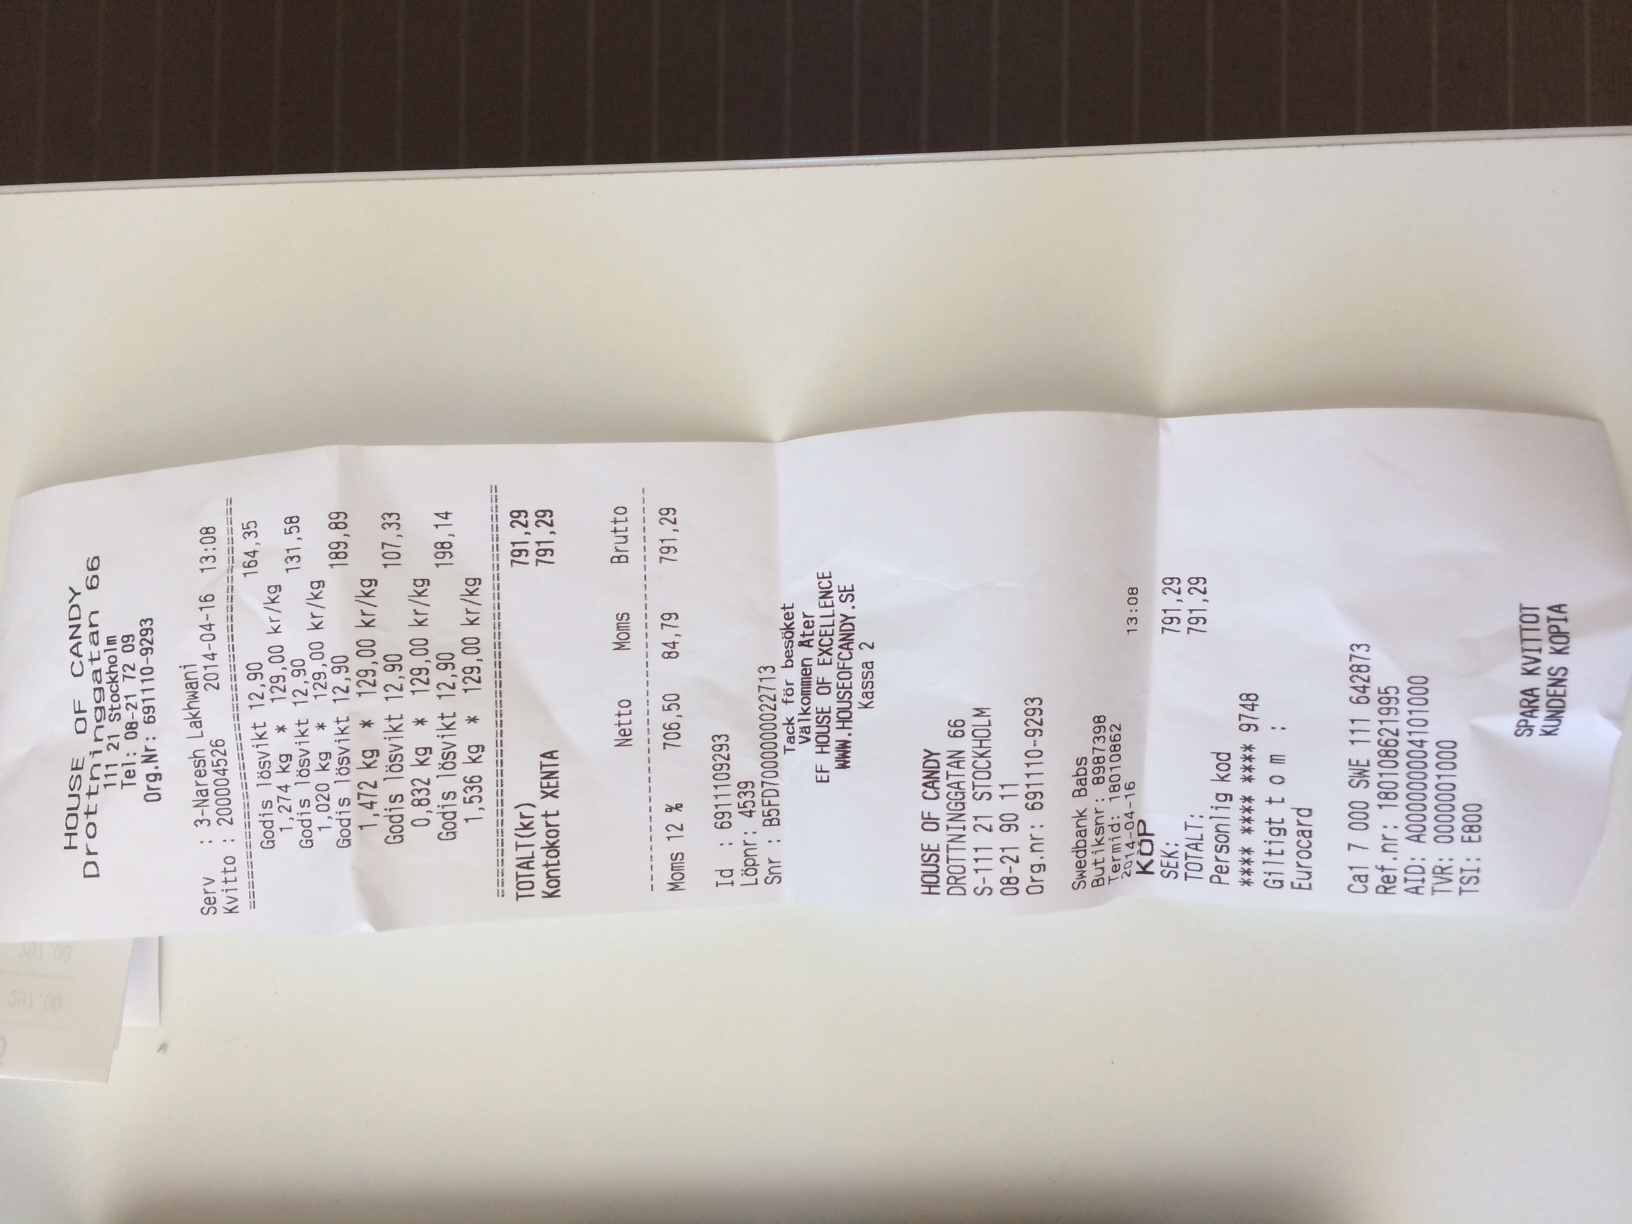 HOUSE OF CANDY
Drottninggatan 66
111 21 Stockholm
Tel: 08-21 72 09
Org.Nr: 691110-9293
Serv : 3-Naresh Lakhwani
Kvitto : 200004526 2014-04-16 13:08
Godis lösvikt 12,90 164,35
1,274 kg * 129,00 kr/kg
Godis lösvikt 12,90 131,58
1,020 kg * 129,00 kr/kg
Godis lösvikt 12,90 189,89
1,472 kg * 129,00 kr/kg
Godis lösvikt 12,90 107,33
0,832 kg * 129,00 kr/kg
Godis lösvikt 12,90 198,14
1,536 kg * 129,00 kr/kg
TOTALT(kr) 791,29
Kontokort XENTA 791,29
Netto Moms Brutto
Moms 12 % 706,50 84,79 791,29
Id : 6911109293
Löpnr: 4539
Snr : B5FD7000000022713
Tack för besöket
Välkommen Åter
EF HOUSE OF EXCELLENCE
WWW.HOUSEOFCANDY.SE
Kassa 2
HOUSE OF CANDY
DROTTNINGGATAN 66
S-111 21 STOCKHOLM
08-21 90 11
Org.nr: 691110-9293
Swedbank Babs
Butiksnr: 8987398
Termid: 18010862
2014-04-16 13:08
KÖP
SEK: 791,29
TOTALT: 791,29
Personlig kod
**** **** **** 9748
Giltigt t o m :
Eurocard
Ca1 7 000 SWE 111 642873
Ref.nr: 180108621995
AID: A0000000041010​00
TVR: 0000001000
TSI: E800
SPARA KVITTOT
KUNDENS KOPIA